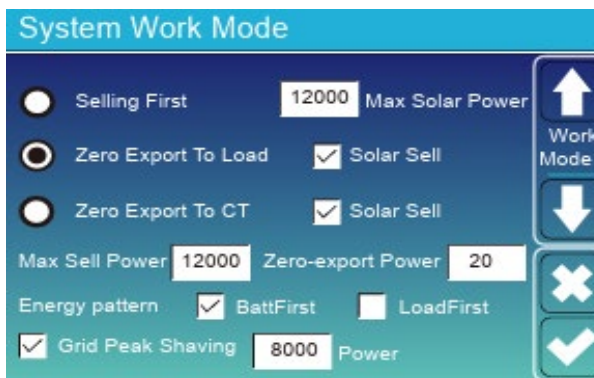 System Work Mode
Selling First 12000 Max Solar Power
Zero Export To Load Solar Sell
Work
Mode
Zero Export To CT Solar Sell
Max Sell Power 12000 Zero-export Power 20
Energy pattern BattFirst LoadFirst
Grid Peak Shaving 8000 Power